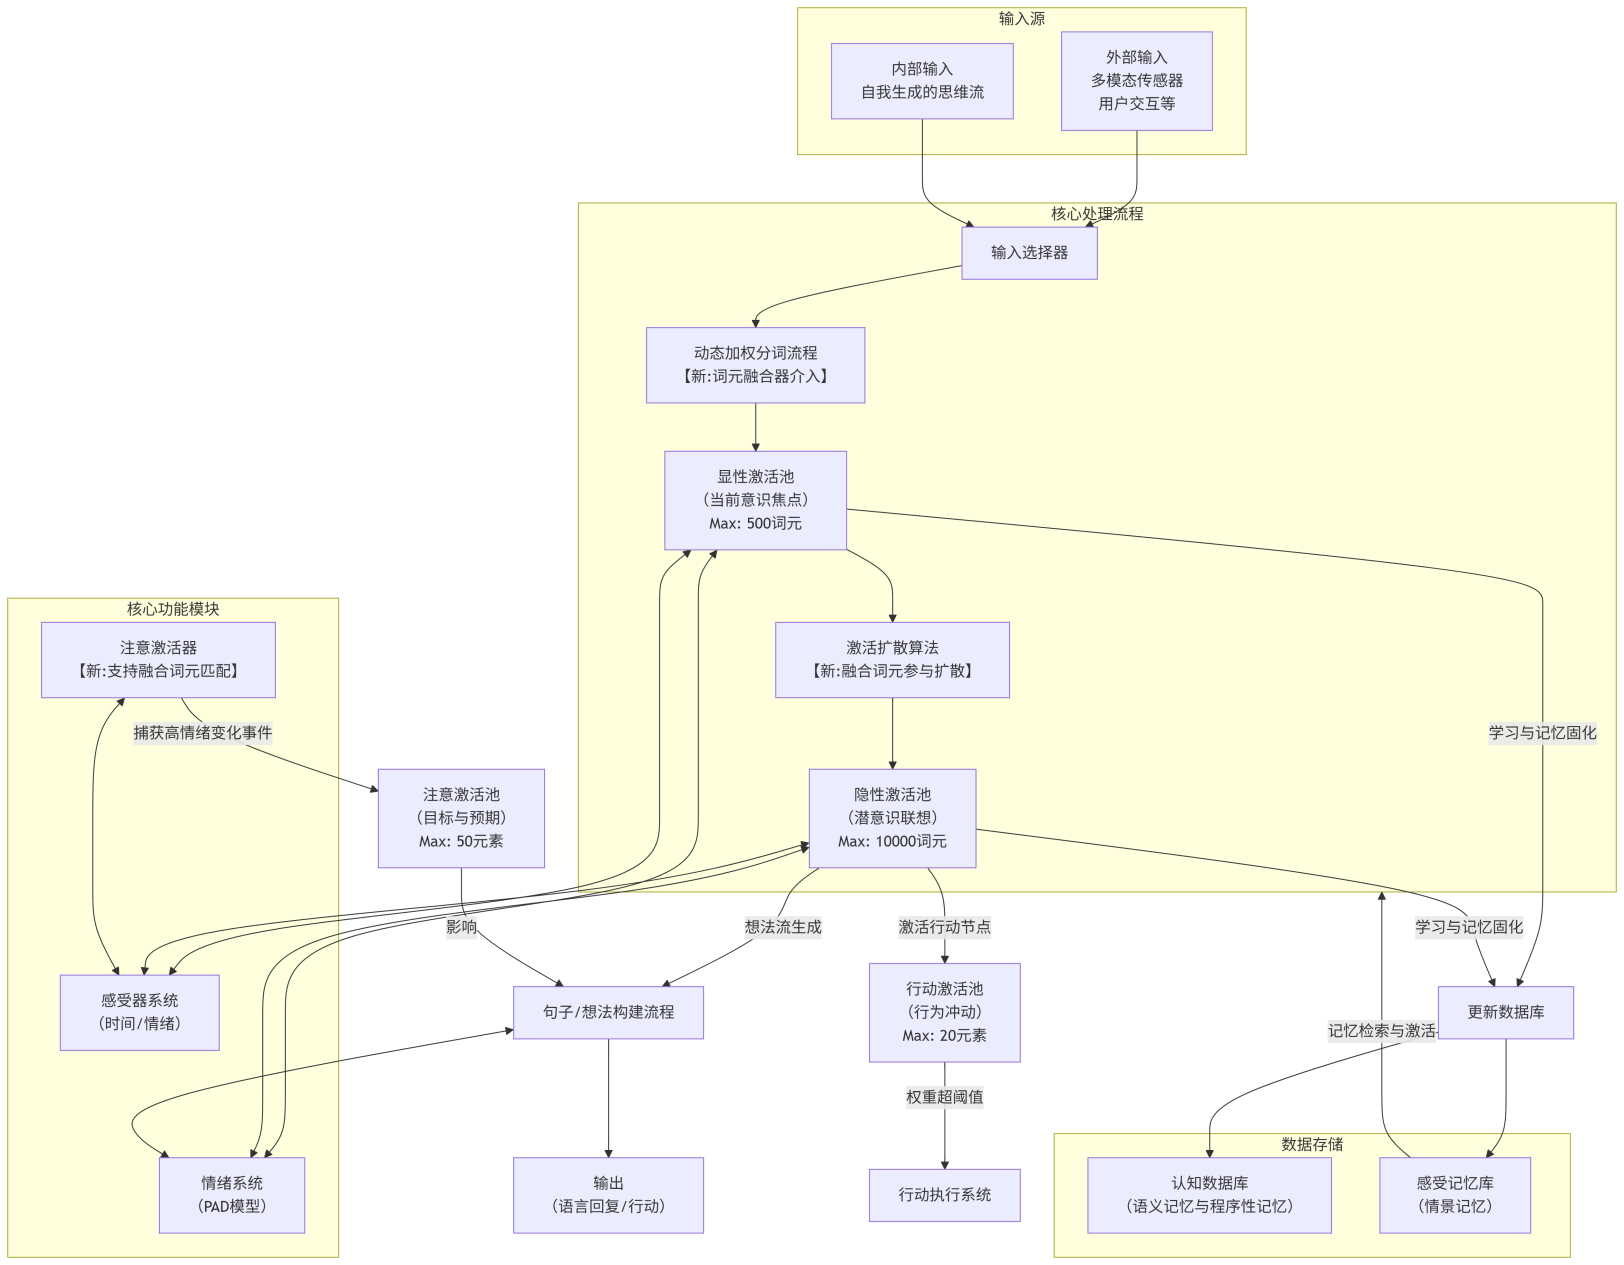 输入源
内部输入
自我生成的思维流
外部输入
多模态传感器
用户交互等
核心处理流程
输入选择器
动态加权分词流程
【新:词元融合器介入】
显性激活池
（当前意识焦点）
Max: 500词元
激活扩散算法
【新:融合词元参与扩散】
隐性激活池
（潜意识联想）
Max: 10000词元
学习与记忆固化
核心功能模块
注意激活器
【新:支持融合词元匹配】
捕获高情绪变化事件
注意激活池
（目标与预期）
Max: 50元素
影响
想法流生成
激活行动节点
学习与记忆固化
感受器系统
（时间/情绪）
句子/想法构建流程
行动激活池
（行为冲动）
Max: 20元素
记忆检索与激活
更新数据库
权重超阈值
情绪系统
（PAD模型）
输出
（语言回复/行动）
行动执行系统
数据存储
认知数据库
（语义记忆与程序性记忆）
感受记忆库
（情景记忆）